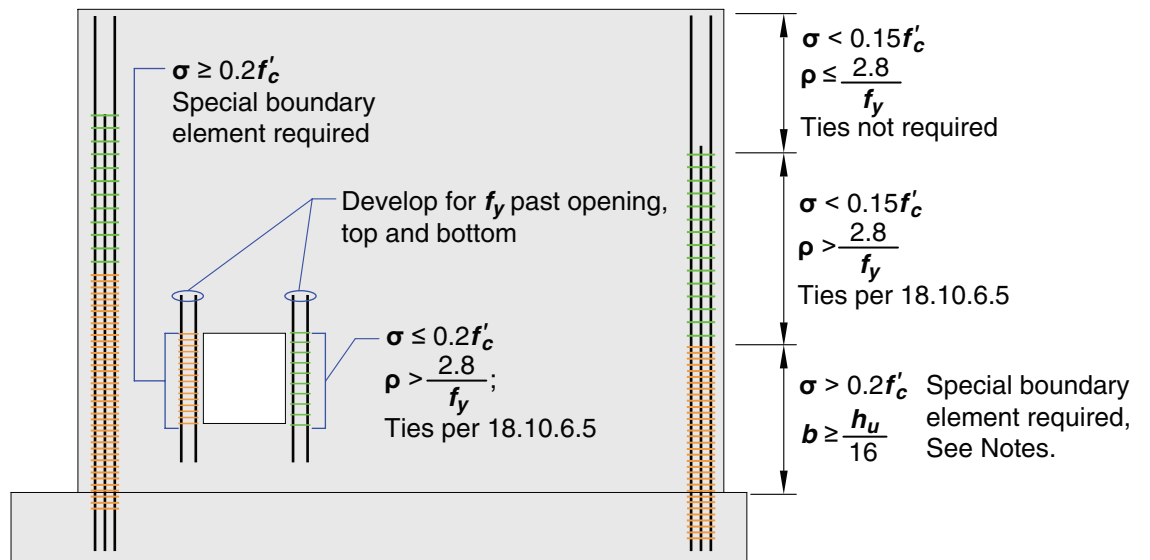 σ ≥ 0.2f′c
Special boundary
element required
Develop for fy past opening,
top and bottom
σ ≤ 0.2f′c
ρ > 2.8/fy;
Ties per 18.10.6.5
σ < 0.15f′c
ρ ≤ 2.8/fy
Ties not required
σ < 0.15f′c
ρ > 2.8/fy
Ties per 18.10.6.5
σ > 0.2f′c Special boundary
element required,
b ≥ hu/16 See Notes.